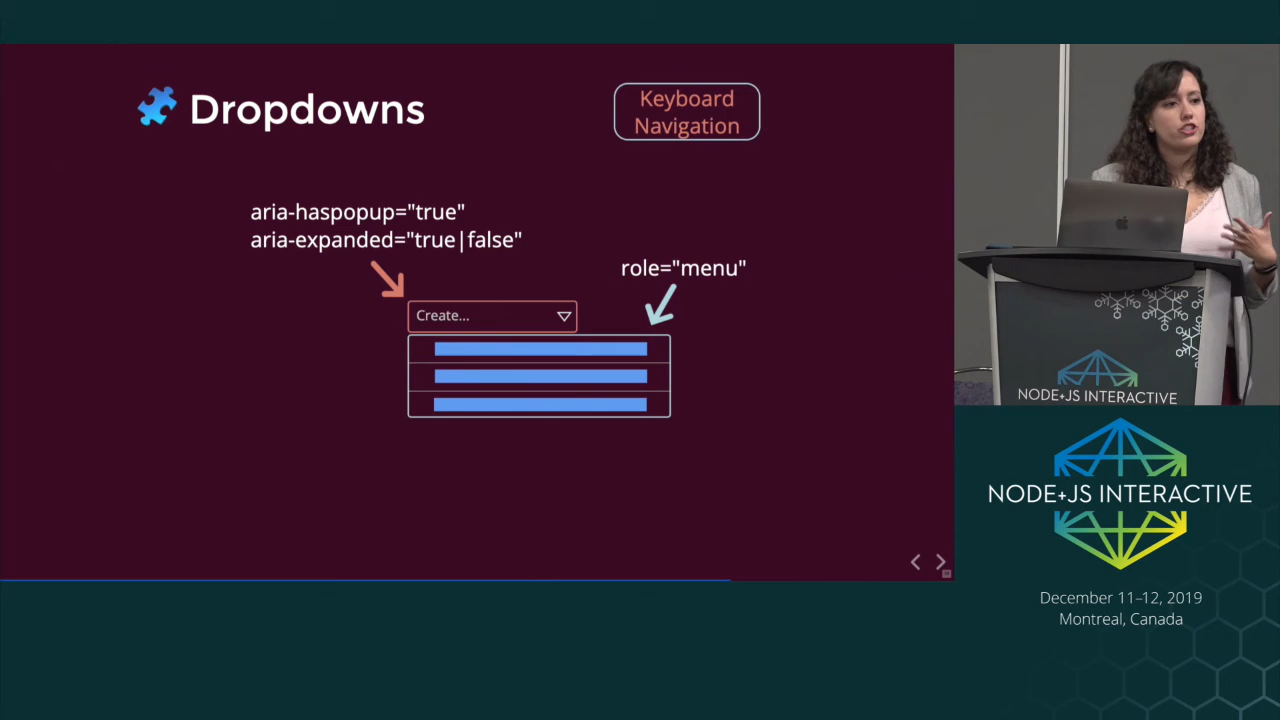 Dropdowns
Keyboard
Navigation
aria-haspopup="true"
aria-expanded="true|false"
role="menu"
Create...
NODE+JS INTERACTIVE
NODE+JS INTERACTIVE
December 11–12, 2019
Montreal, Canada